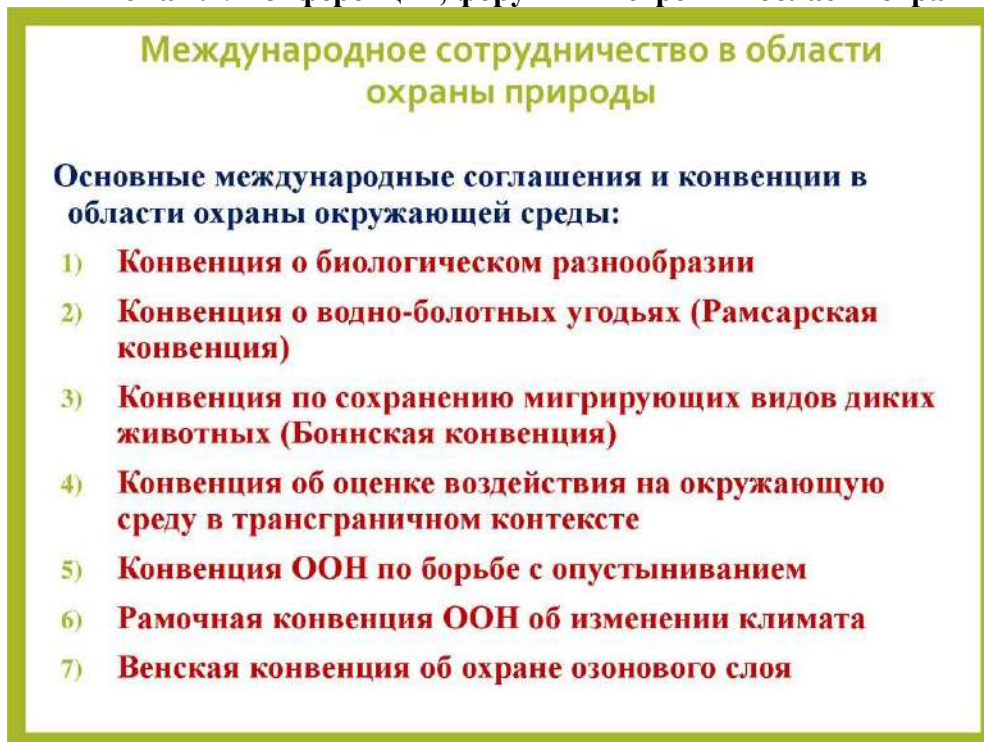 Международное сотрудничество в области
охраны природы
Основные международные соглашения и конвенции в
области охраны окружающей среды:
1) Конвенция о биологическом разнообразии
2) Конвенция о водно-болотных угодьях (Рамсарская
конвенция)
3) Конвенция по сохранению мигрирующих видов диких
животных (Боннская конвенция)
4) Конвенция об оценке воздействия на окружающую
среду в трансграничном контексте
5) Конвенция ООН по борьбе с опустыниванием
6) Рамочная конвенция ООН об изменении климата
7) Венская конвенция об охране озонового слоя